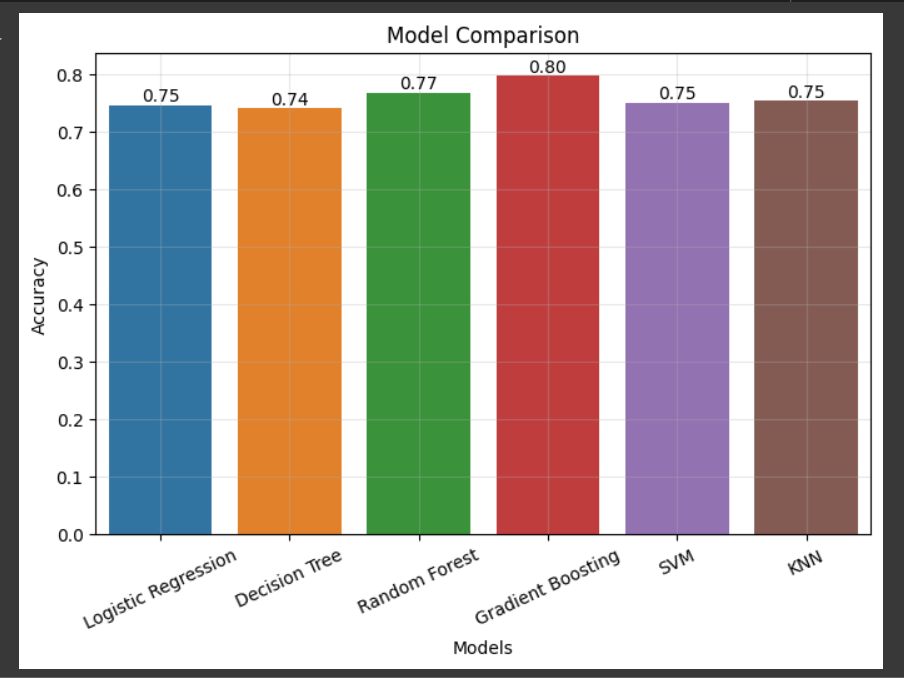 Model Comparison
Accuracy
0.8
0.7
0.6
0.5
0.4
0.3
0.2
0.1
0.0
0.75
0.74
0.77
0.80
0.75
0.75
Logistic Regression
Decision Tree
Random Forest
Gradient Boosting
SVM
KNN
Models